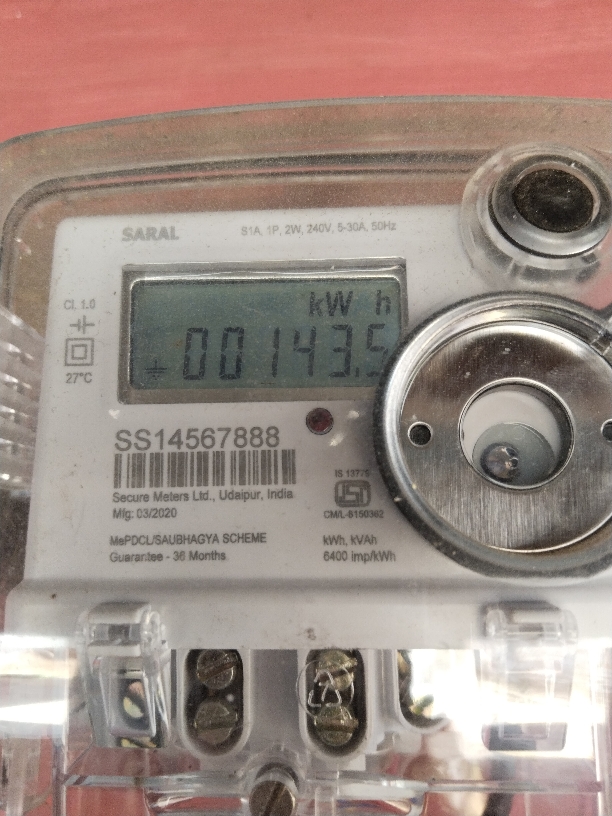 SARAL
S1A, 1P, 2W, 240V, 5-30A, 50Hz
kW h
00143.5
Cl. 1.0
27°C
SS14567888
Secure Meters Ltd., Udaipur, India
Mfg: 03/2020
MePDCL/SAUBHAGYA SCHEME
Guarantee - 36 Months
IS 13779
ISI
CM/L-8150362
kWh, kVAh
6400 imp/kWh